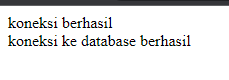 koneksi berhasil
koneksi ke database berhasil